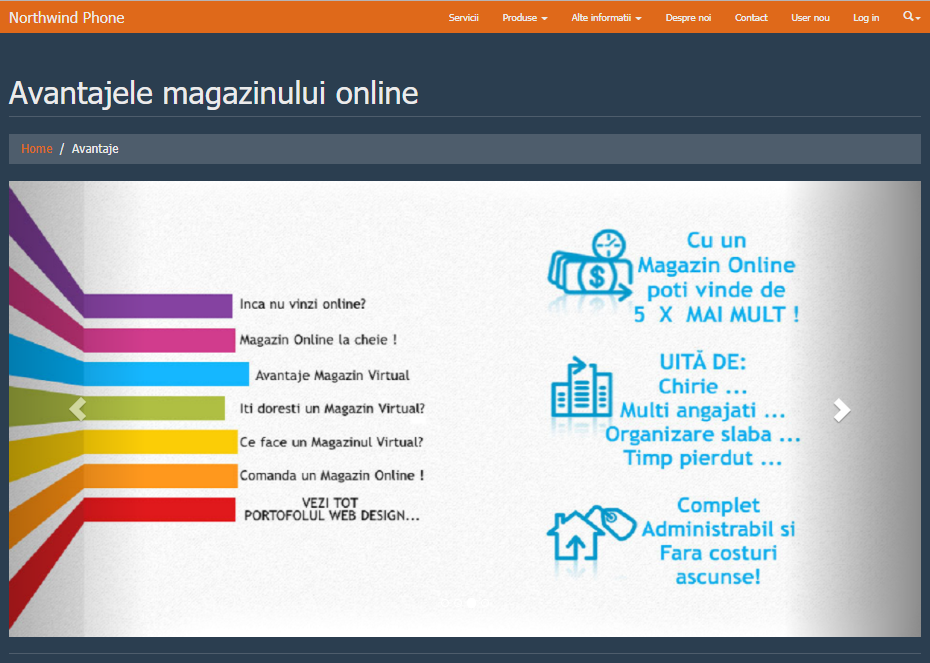 Northwind Phone
Servicii
Produse
Alte informatii
Despre noi
Contact
User nou
Log in
Avantajele magazinului online
Home / Avantaje
Inca nu vinzi online?
Magazin Online la cheie !
Avantaje Magazin Virtual
Iti doresti un Magazin Virtual?
Ce face un Magazinul Virtual?
Comanda un Magazin Online !
VEZI TOT
PORTOFOLUL WEB DESIGN...
Cu un
Magazin Online
poti vinde de
5 X MAI MULT !
UITĂ DE:
Chirie ...
Multi angajati ...
Organizare slaba ...
Timp pierdut ...
Complet
Administrabil si
Fara costuri
ascunse!